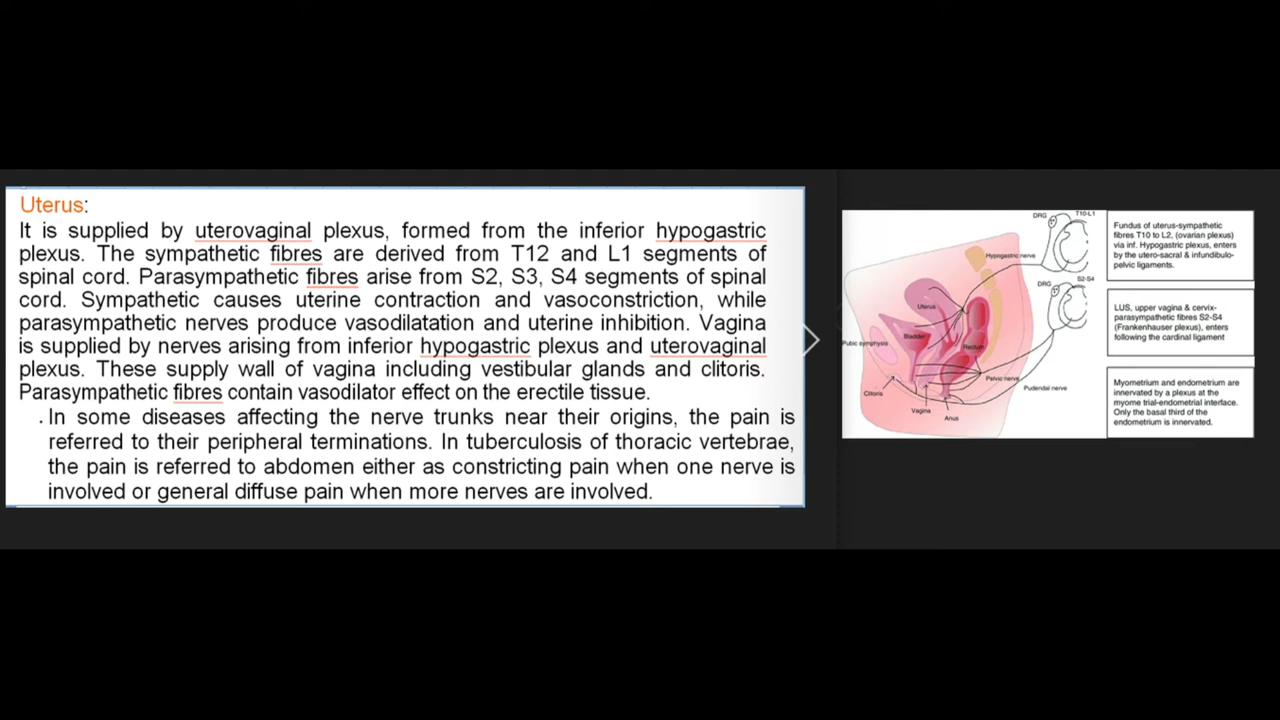 Uterus:
It is supplied by uterovaginal plexus, formed from the inferior hypogastric
plexus. The sympathetic fibres are derived from T12 and L1 segments of
spinal cord. Parasympathetic fibres arise from S2, S3, S4 segments of spinal
cord. Sympathetic causes uterine contraction and vasoconstriction, while
parasympathetic nerves produce vasodilatation and uterine inhibition. Vagina
is supplied by nerves arising from inferior hypogastric plexus and uterovaginal
plexus. These supply wall of vagina including vestibular glands and clitoris.
Parasympathetic fibres contain vasodilator effect on the erectile tissue.
. In some diseases affecting the nerve trunks near their origins, the pain is
referred to their peripheral terminations. In tuberculosis of thoracic vertebrae,
the pain is referred to abdomen either as constricting pain when one nerve is
involved or general diffuse pain when more nerves are involved.
DRG
T10-L1
Hypogastric nerve
S2-S4
DRG
Uterus
Bladder
Pubic symphysis
Rectum
Pelvic nerve
Pudendal nerve
Clitoris
Vagina
Anus
Fundus of uterus-sympathetic
fibres T10 to L2, (ovarian plexus)
via inf. Hypogastric plexus, enters
by the utero-sacral & infundibulo-
pelvic ligaments.
LUS, upper vagina & cervix-
parasympathetic fibres S2-S4
(Frankenhauser plexus), enters
following the cardinal ligament
Myometrium and endometrium are
innervated by a plexus at the
myome trial-endometrial interface.
Only the basal third of the
endometrium is innervated.